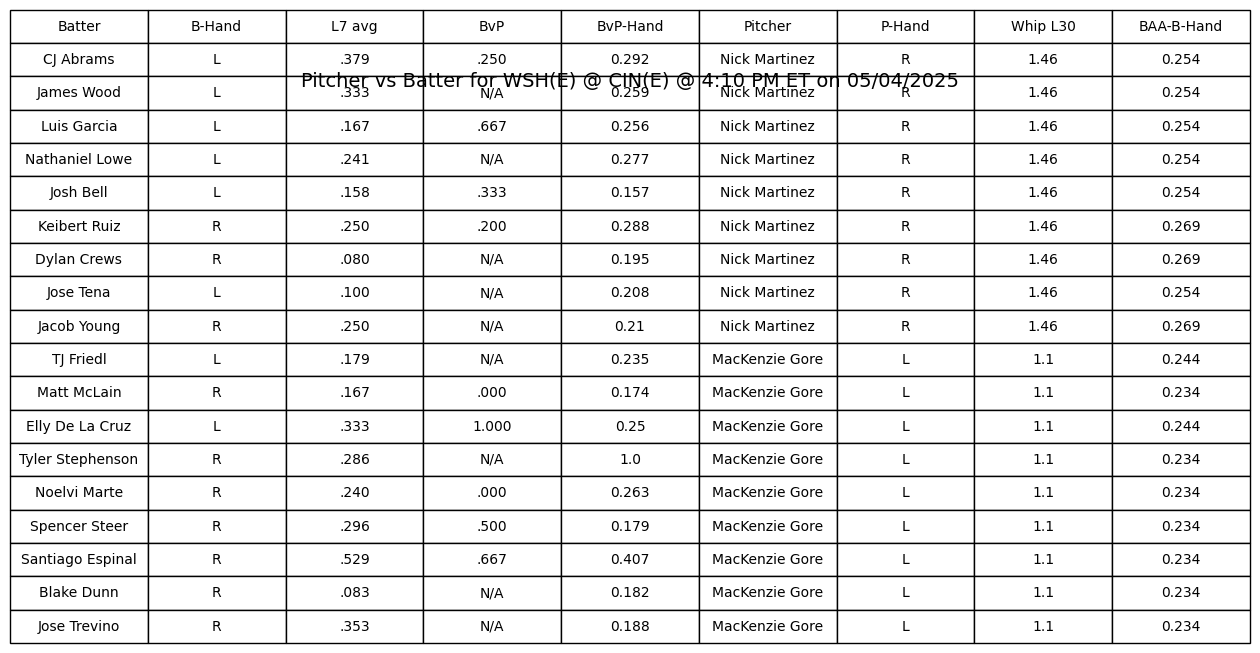 Batter B-Hand L7 avg BvP BvP-Hand Pitcher P-Hand Whip L30 BAA-B-Hand
CJ Abrams L .379 .250 0.292 Nick Martinez R 1.46 0.254
Pitcher vs Batter for WSH(E) @ CIN(E) @ 4:10 PM ET on 05/04/2025
James Wood L .333 N/A 0.259 Nick Martinez R 1.46 0.254
Luis Garcia L .167 .667 0.256 Nick Martinez R 1.46 0.254
Nathaniel Lowe L .241 N/A 0.277 Nick Martinez R 1.46 0.254
Josh Bell L .158 .333 0.157 Nick Martinez R 1.46 0.254
Keibert Ruiz R .250 .200 0.288 Nick Martinez R 1.46 0.269
Dylan Crews R .080 N/A 0.195 Nick Martinez R 1.46 0.269
Jose Tena L .100 N/A 0.208 Nick Martinez R 1.46 0.254
Jacob Young R .250 N/A 0.21 Nick Martinez R 1.46 0.269
TJ Friedl L .179 N/A 0.235 MacKenzie Gore L 1.1 0.244
Matt McLain R .167 .000 0.174 MacKenzie Gore L 1.1 0.234
Elly De La Cruz L .333 1.000 0.25 MacKenzie Gore L 1.1 0.244
Tyler Stephenson R .286 N/A 1.0 MacKenzie Gore L 1.1 0.234
Noelvi Marte R .240 .000 0.263 MacKenzie Gore L 1.1 0.234
Spencer Steer R .296 .500 0.179 MacKenzie Gore L 1.1 0.234
Santiago Espinal R .529 .667 0.407 MacKenzie Gore L 1.1 0.234
Blake Dunn R .083 N/A 0.182 MacKenzie Gore L 1.1 0.234
Jose Trevino R .353 N/A 0.188 MacKenzie Gore L 1.1 0.234